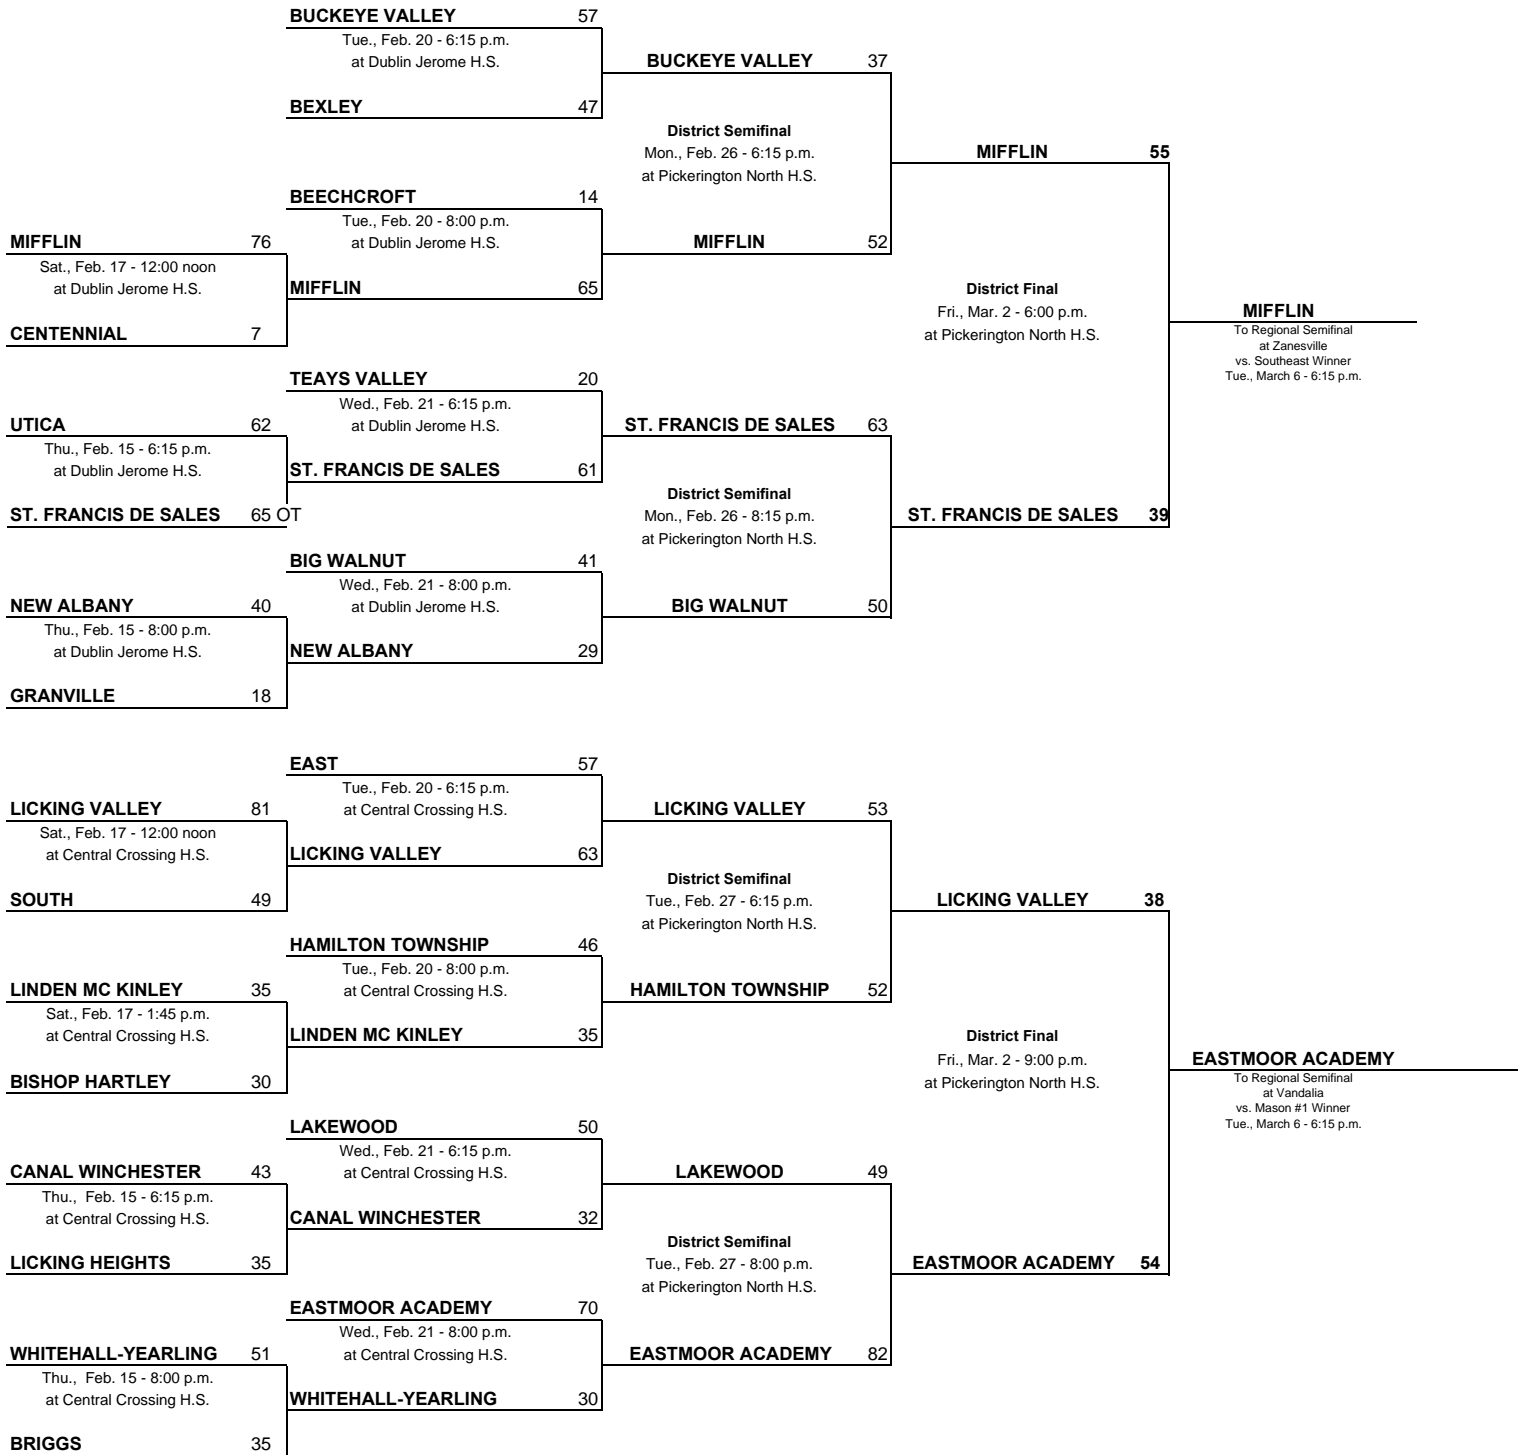 BUCKEYE VALLEY 57
Tue., Feb. 20 - 6:15 p.m.
at Dublin Jerome H.S.
BUCKEYE VALLEY 37
BEXLEY 47
District Semifinal
Mon., Feb. 26 - 6:15 p.m.
at Pickerington North H.S.
MIFFLIN 55
BEECHCROFT 14
Tue., Feb. 20 - 8:00 p.m.
at Dublin Jerome H.S.
MIFFLIN 76
MIFFLIN 52
Sat., Feb. 17 - 12:00 noon
at Dublin Jerome H.S.
MIFFLIN 65
CENTENNIAL 7
District Final
Fri., Mar. 2 - 6:00 p.m.
at Pickerington North H.S.
MIFFLIN
To Regional Semifinal
at Zanesville
vs. Southeast Winner
Tue., March 6 - 6:15 p.m.
TEAYS VALLEY 20
Wed., Feb. 21 - 6:15 p.m.
at Dublin Jerome H.S.
UTICA 62
ST. FRANCIS DE SALES 63
Thu., Feb. 15 - 6:15 p.m.
at Dublin Jerome H.S.
ST. FRANCIS DE SALES 61
ST. FRANCIS DE SALES 65 OT
District Semifinal
Mon., Feb. 26 - 8:15 p.m.
at Pickerington North H.S.
ST. FRANCIS DE SALES 39
BIG WALNUT 41
Wed., Feb. 21 - 8:00 p.m.
at Dublin Jerome H.S.
NEW ALBANY 40
BIG WALNUT 50
Thu., Feb. 15 - 8:00 p.m.
at Dublin Jerome H.S.
NEW ALBANY 29
GRANVILLE 18
EAST 57
Tue., Feb. 20 - 6:15 p.m.
at Central Crossing H.S.
LICKING VALLEY 81
LICKING VALLEY 53
Sat., Feb. 17 - 12:00 noon
at Central Crossing H.S.
LICKING VALLEY 63
SOUTH 49
District Semifinal
Tue., Feb. 27 - 6:15 p.m.
at Pickerington North H.S.
LICKING VALLEY 38
HAMILTON TOWNSHIP 46
Tue., Feb. 20 - 8:00 p.m.
at Central Crossing H.S.
LINDEN MC KINLEY 35
HAMILTON TOWNSHIP 52
Sat., Feb. 17 - 1:45 p.m.
at Central Crossing H.S.
LINDEN MC KINLEY 35
BISHOP HARTLEY 30
District Final
Fri., Mar. 2 - 9:00 p.m.
at Pickerington North H.S.
EASTMOOR ACADEMY
To Regional Semifinal
at Vandalia
vs. Mason #1 Winner
Tue., March 6 - 6:15 p.m.
LAKEWOOD 50
Wed., Feb. 21 - 6:15 p.m.
at Central Crossing H.S.
CANAL WINCHESTER 43
LAKEWOOD 49
Thu., Feb. 15 - 6:15 p.m.
at Central Crossing H.S.
CANAL WINCHESTER 32
LICKING HEIGHTS 35
District Semifinal
Tue., Feb. 27 - 8:00 p.m.
at Pickerington North H.S.
EASTMOOR ACADEMY 54
EASTMOOR ACADEMY 70
Wed., Feb. 21 - 8:00 p.m.
at Central Crossing H.S.
WHITEHALL-YEARLING 51
EASTMOOR ACADEMY 82
Thu., Feb. 15 - 8:00 p.m.
at Central Crossing H.S.
WHITEHALL-YEARLING 30
BRIGGS 35